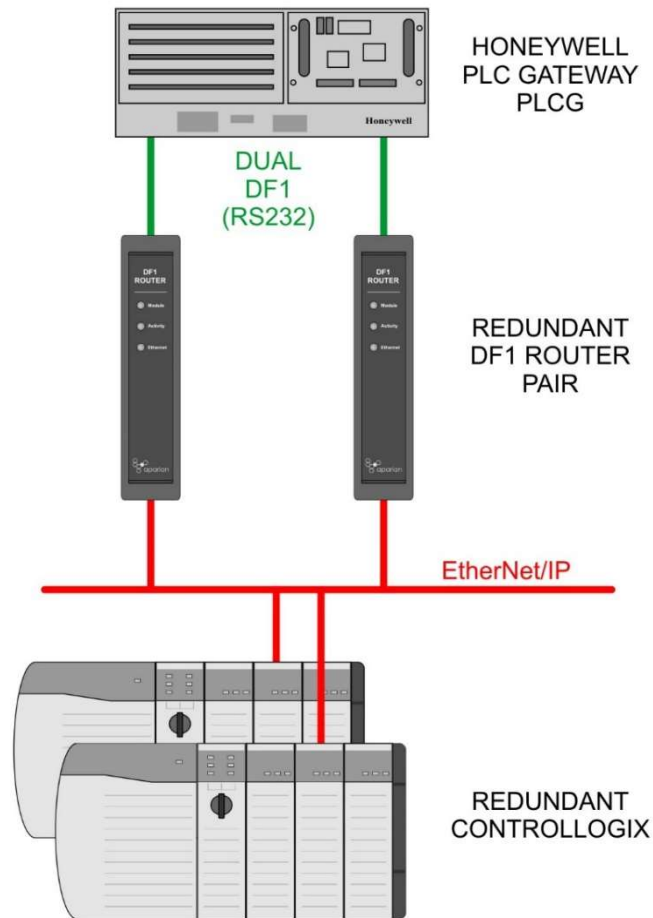 HONEYWELL
PLC GATEWAY
PLCG
Honeywell
DUAL
DF1
(RS232)
DF1
ROUTER
Module
Activity
Ethernet
aparian
DF1
ROUTER
Module
Activity
Ethernet
aparian
REDUNDANT
DF1 ROUTER
PAIR
EtherNet/IP
REDUNDANT
CONTROLLOGIX